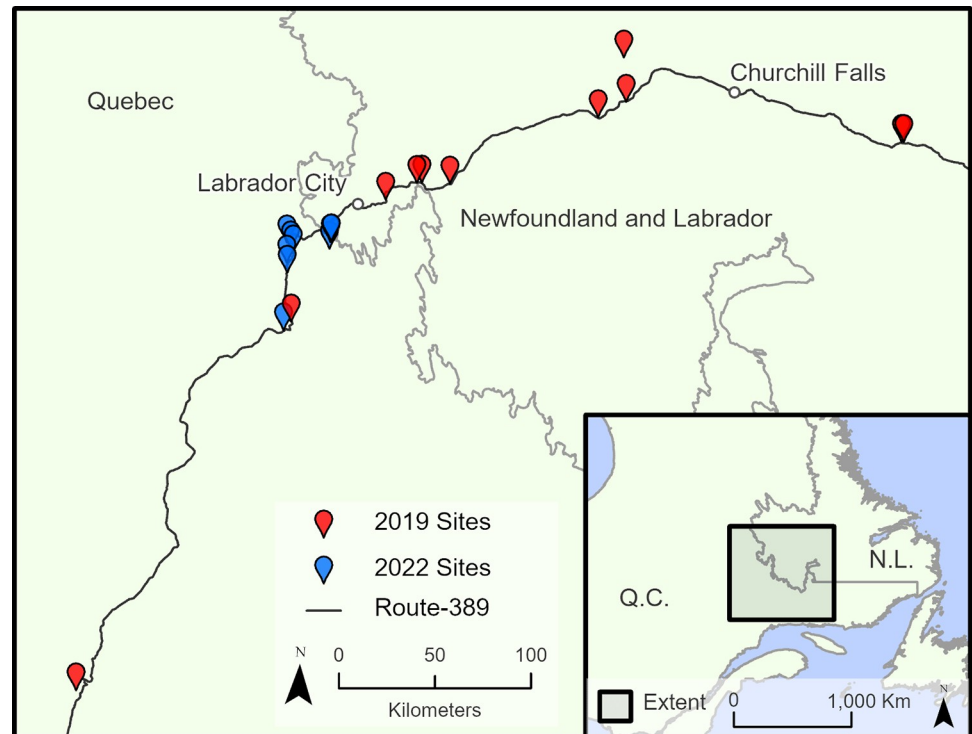 Churchill Falls
Quebec
Labrador City
Newfoundland and Labrador
2019 Sites
2022 Sites
Route-389
N
0 50 100
Kilometers
N.L.
Q.C.
Extent
0 1,000 Km
N